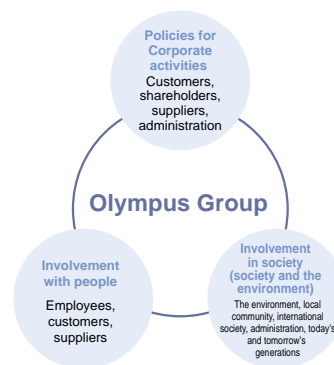 Policies for
Corporate
activities
Customers,
shareholders,
suppliers,
administration
Olympus Group
Involvement
with people
Employees,
customers,
suppliers
Involvement
in society
(society and the
environment)
The environment, local
community, international
society, administration, today's
and tomorrow's
generations